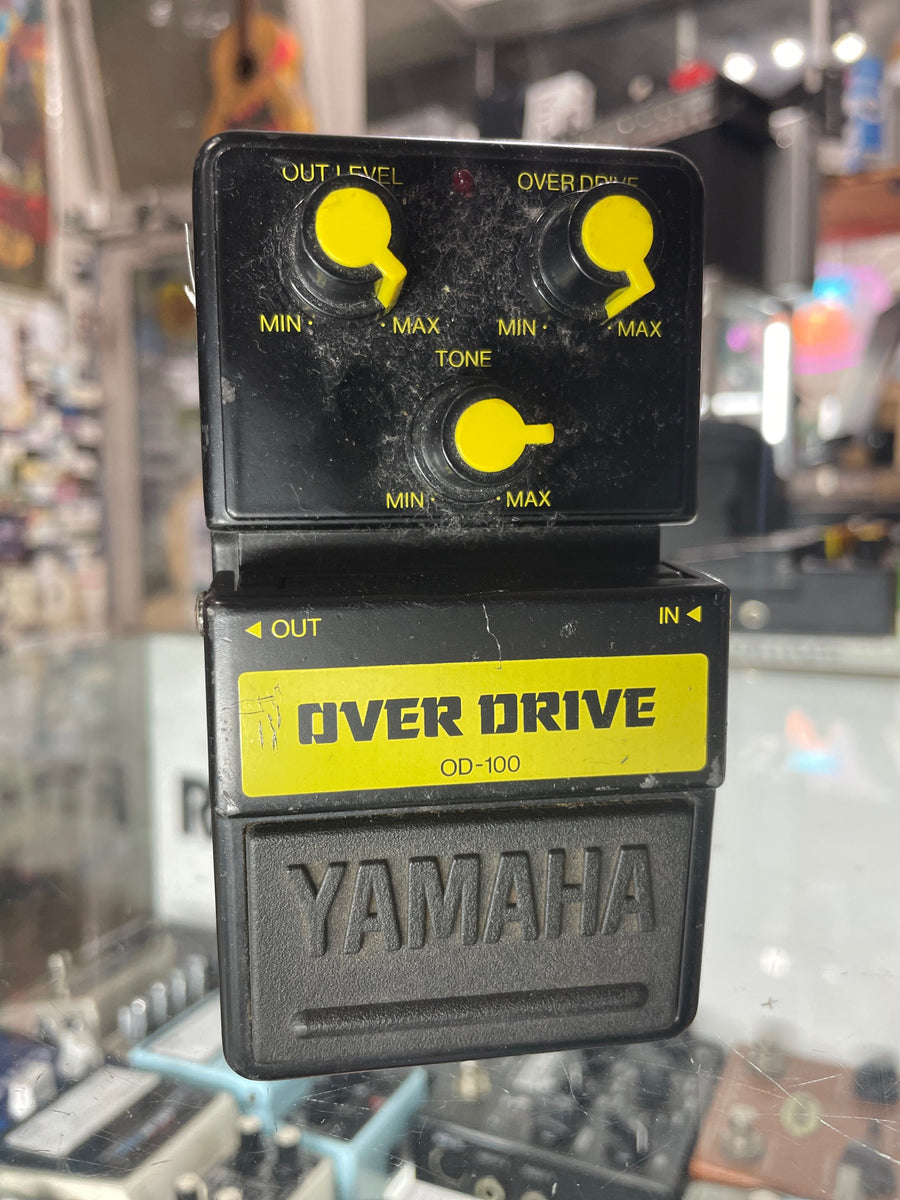 OUT LEVEL OVER DRIVE
MIN MAX MIN MAX
TONE
MIN MAX
◀ OUT IN ◀
OVER DRIVE
OD-100
YAMAHA